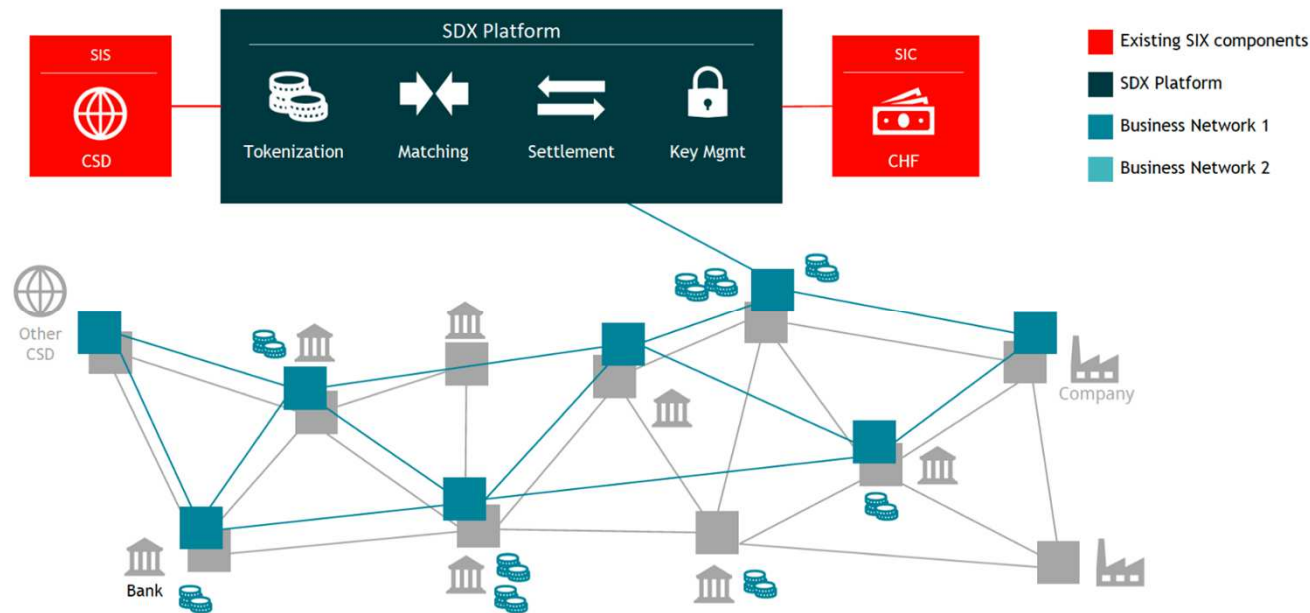 SIS
CSD
SDX Platform
Tokenization
Matching
Settlement
Key Mgmt
SIC
CHF
Existing SIX components
SDX Platform
Business Network 1
Business Network 2
Other
CSD
Company
Bank